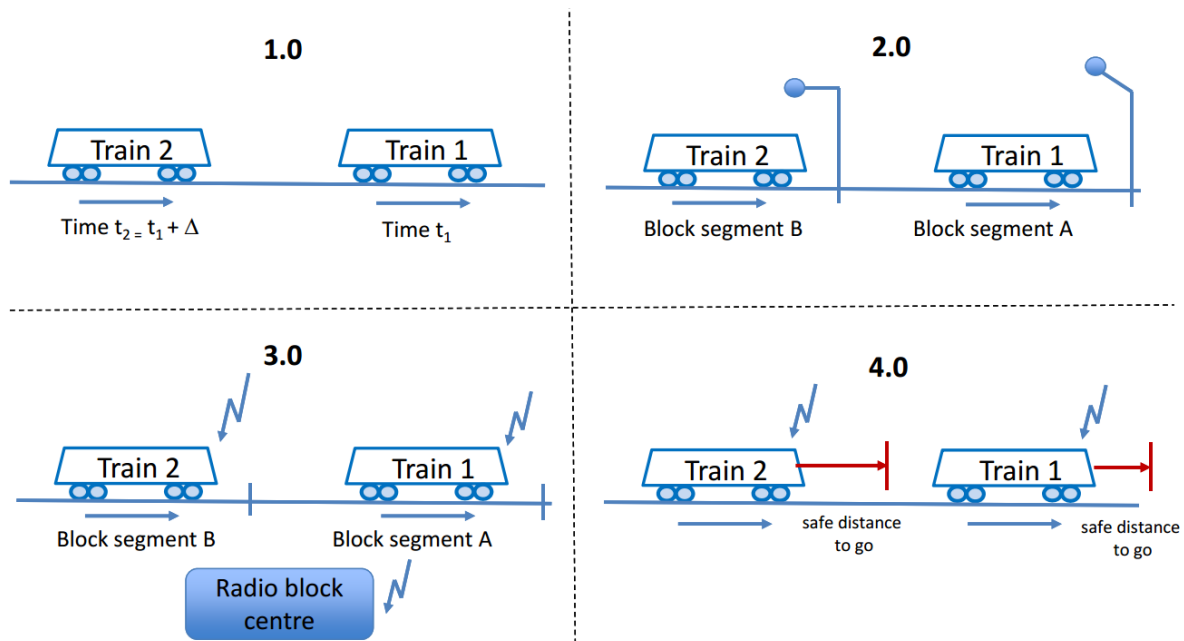 1.0
Train 2
Train 1
Time t₂ = t₁ + Δ
Time t₁
2.0
Train 2
Train 1
Block segment B
Block segment A
3.0
Train 2
Train 1
Block segment B
Block segment A
Radio block
centre
4.0
Train 2
Train 1
safe distance
to go
safe distance
to go